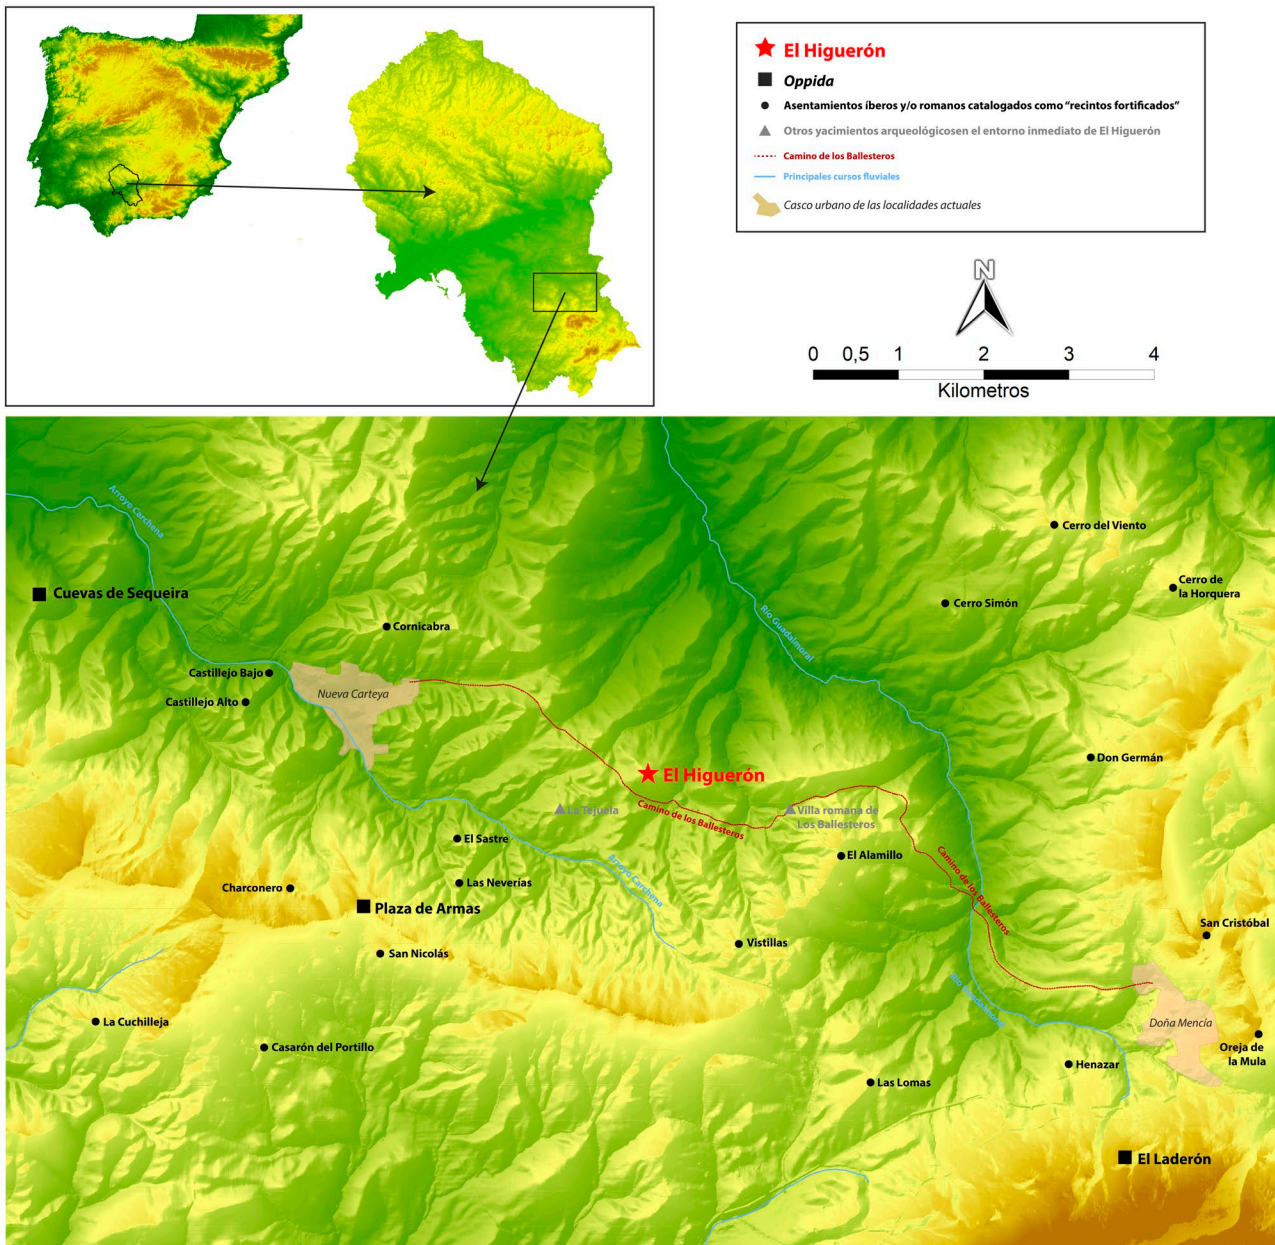 El Higuerón
Oppida
Asentamientos íberos y/o romanos catalogados como “recintos fortificados”
Otros yacimientos arqueológicosen el entorno inmediato de El Higuerón
Camino de los Ballesteros
Principales cursos fluviales
Casco urbano de las localidades actuales
N
0 0,5 1 2 3 4
Kilometros
Arroyo Carchena
Cerro del Viento
Cuevas de Sequeira
Cerro de
la Horquera
Cerro Simón
Río Guadalmoral
Cornicabra
Castillejo Bajo
Nueva Carteya
Castillejo Alto
Don Germán
El Higuerón
La Tejuela
Camino de los Ballesteros
Villa romana de
Los Ballesteros
El Sastre
El Alamillo
Camino de los Ballesteros
Arroyo Carchena
Charconero
Las Neverías
Plaza de Armas
San Cristóbal
Vistillas
San Nicolás
Río Guadalmoral
La Cuchilleja
Doña Mencía
Casarón del Portillo
Oreja de
la Mula
Henazar
Las Lomas
El Laderón